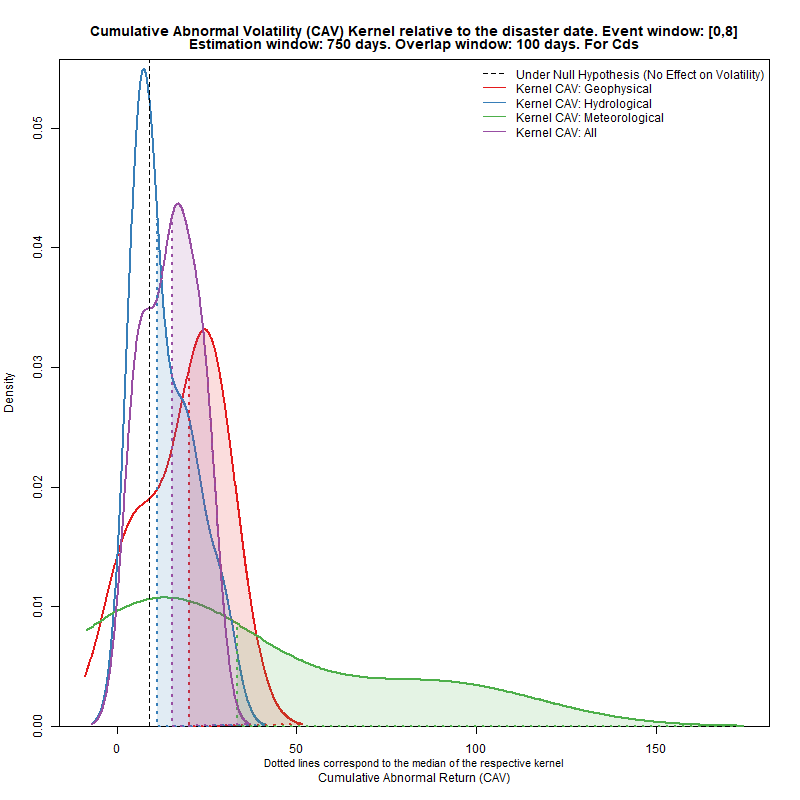 Cumulative Abnormal Volatility (CAV) Kernel relative to the disaster date. Event window: [0,8]
Estimation window: 750 days. Overlap window: 100 days. For Cds
Under Null Hypothesis (No Effect on Volatility)
Kernel CAV: Geophysical
Kernel CAV: Hydrological
Kernel CAV: Meteorological
Kernel CAV: All
Density
0.05
0.04
0.03
0.02
0.01
0.00
0 50 100 150
Dotted lines correspond to the median of the respective kernel
Cumulative Abnormal Return (CAV)